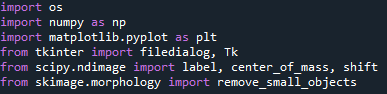 import os
import numpy as np
import matplotlib.pyplot as plt
from tkinter import filedialog, Tk
from scipy.ndimage import label, center_of_mass, shift
from skimage.morphology import remove_small_objects